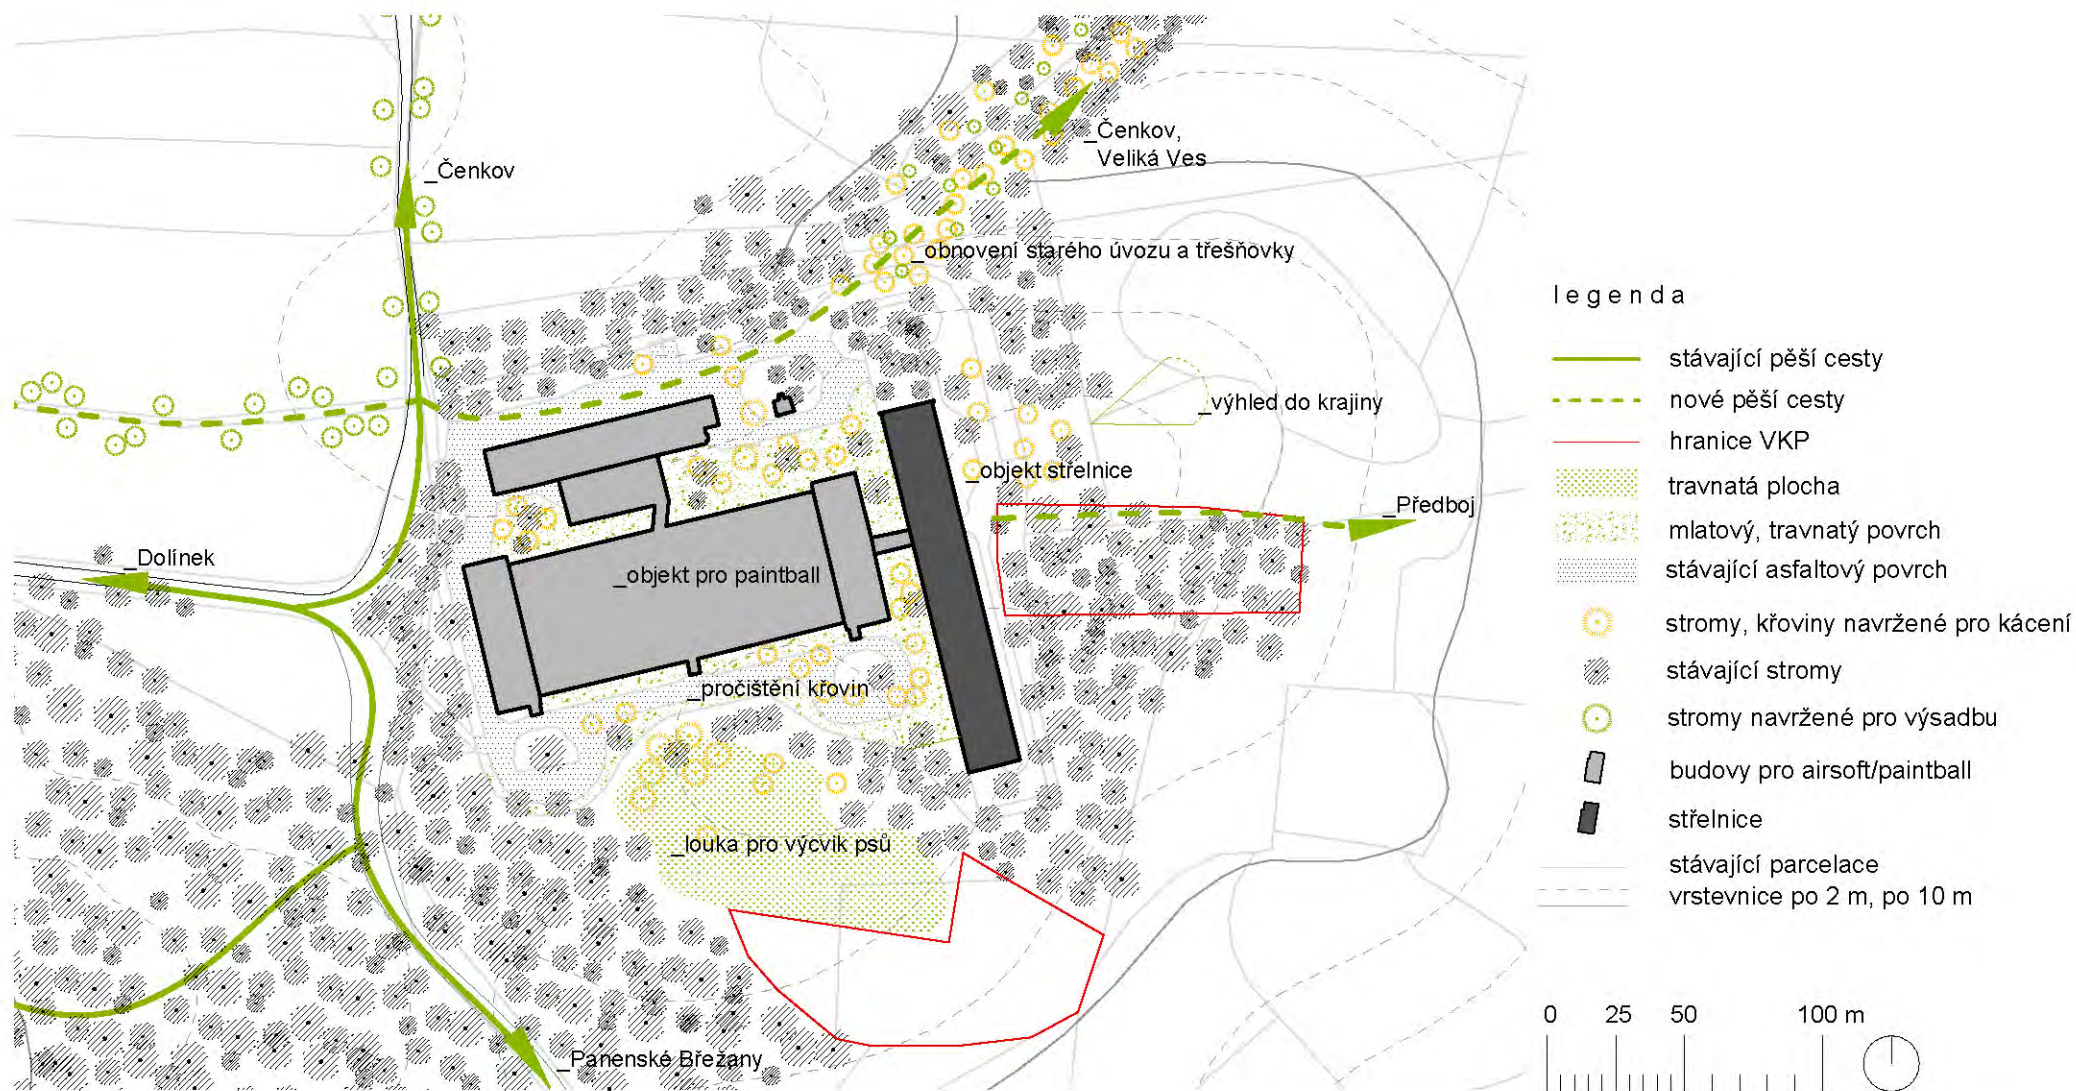 _Čenkov,
Veliká Ves
_Čenkov
_obnovení starého úvozu a třešňovky
_výhled do krajiny
_objekt střelnice
_Předboj
_Dolínek
_objekt pro paintball
_pročištění křovin
_louka pro výcvik psů
_Panenské Břežany
legenda
stávající pěší cesty
nové pěší cesty
hranice VKP
travnatá plocha
mlatový, travnatý povrch
stávající asfaltový povrch
stromy, křoviny navržené pro kácení
stávající stromy
stromy navržené pro výsadbu
budovy pro airsoft/paintball
střelnice
stávající parcelace
vrstevnice po 2 m, po 10 m
0 25 50 100 m